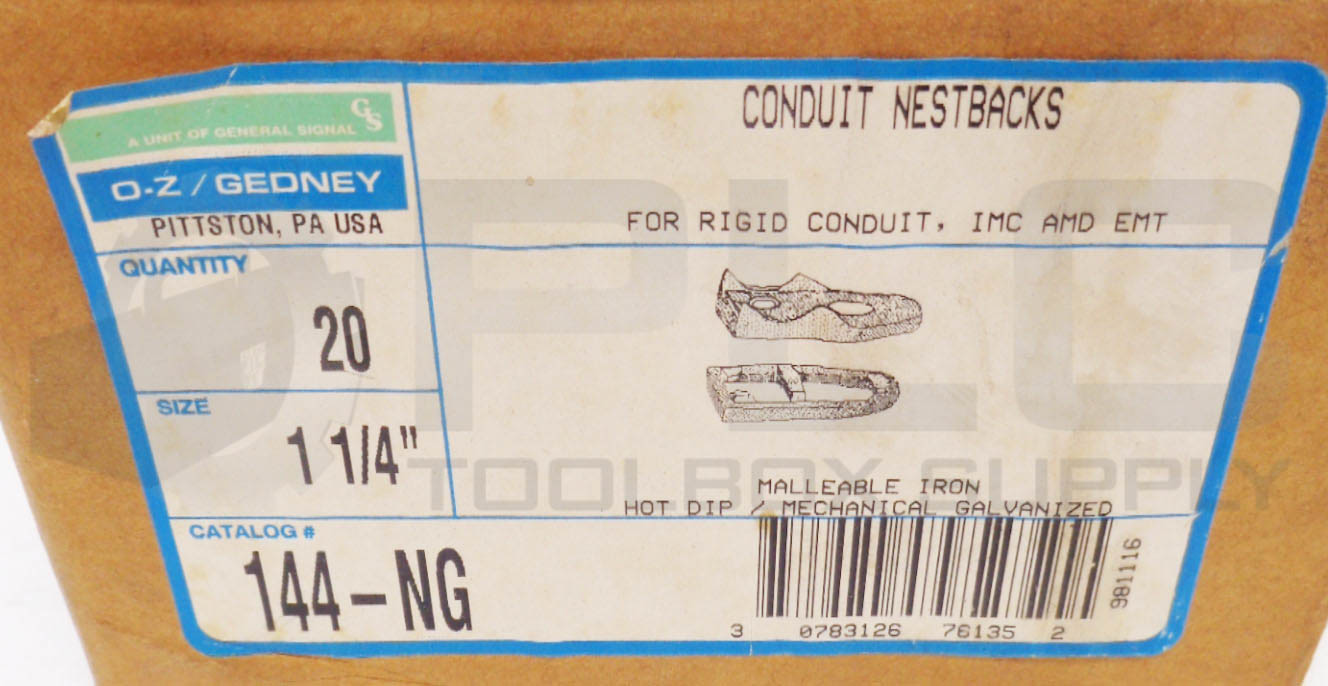 GS
A UNIT OF GENERAL SIGNAL
O-Z / GEDNEY
PITTSTON, PA USA
CONDUIT NESTBACKS
FOR RIGID CONDUIT, IMC AMD EMT
QUANTITY
20
SIZE
1 1/4"
MALLEABLE IRON
HOT DIP / MECHANICAL GALVANIZED
CATALOG #
144-NG
3 0783126 76135 2
981116
PLC
TOOLBOX SUPPLY